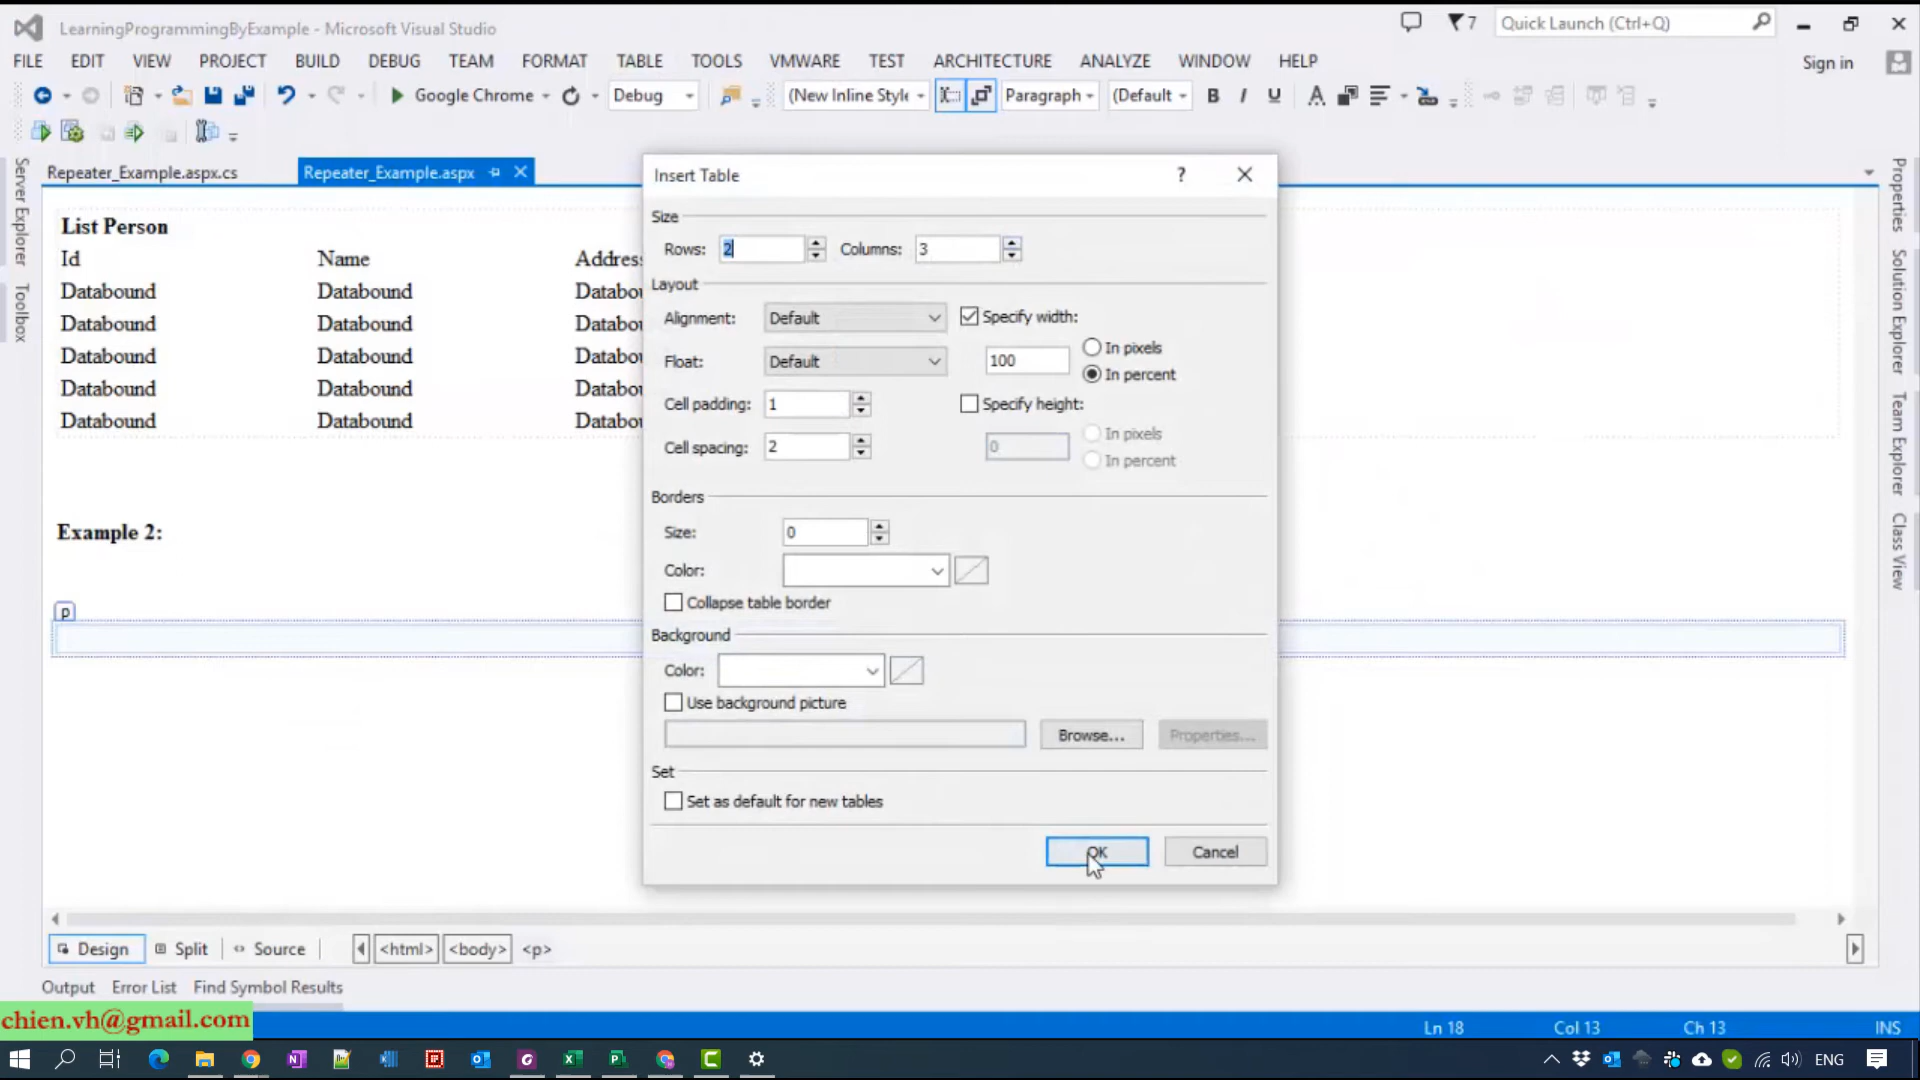 LearningProgrammingByExample - Microsoft Visual Studio
7
Quick Launch (Ctrl+Q)
FILE EDIT VIEW PROJECT BUILD DEBUG TEAM FORMAT TABLE TOOLS VMWARE TEST ARCHITECTURE ANALYZE WINDOW HELP
Sign in
Google Chrome Debug (New Inline Style Paragraph (Default B I U A
Server Explorer
Toolbox
Repeater_Example.aspx.cs
Repeater_Example.aspx
List Person
Id Name
Databound Databound
Databound Databound
Databound Databound
Databound Databound
Databound Databound
Example 2:
p
Insert Table
?
Size
Rows: 2 Columns: 3
Layout
Alignment: Default Specify width:
Float: Default 100 In pixels
In percent
Cell padding: 1 Specify height:
Cell spacing: 2 0 In pixels
In percent
Borders
Size: 0
Color:
Collapse table border
Background
Color:
Use background picture
Browse... Properties...
Set
Set as default for new tables
OK Cancel
Properties
Solution Explorer
Team Explorer
Class View
Design Split Source <html> <body> <p>
Output Error List Find Symbol Results
chien.vh@gmail.com
Ln 18 Col 13 Ch 13 INS
ENG